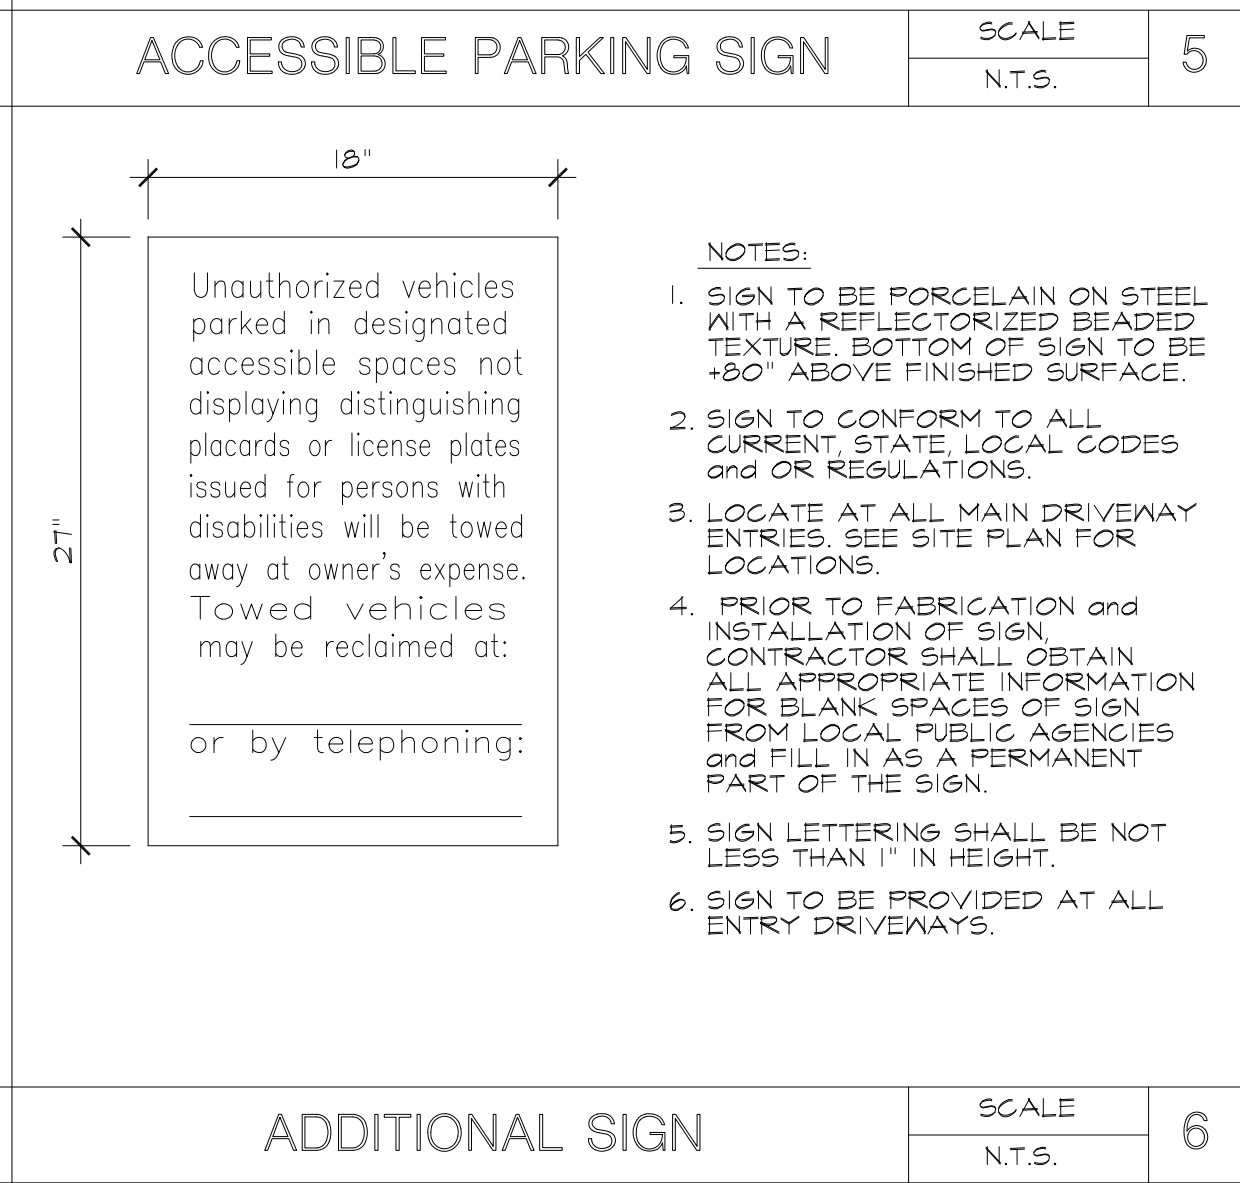 ACCESSIBLE PARKING SIGN
SCALE
N.T.S.
5
18"
27"
Unauthorized vehicles
parked in designated
accessible spaces not
displaying distinguishing
placards or license plates
issued for persons with
disabilities will be towed
away at owner's expense.
Towed vehicles
may be reclaimed at:
or by telephoning:
NOTES:
1. SIGN TO BE PORCELAIN ON STEEL
WITH A REFLECTORIZED BEADED
TEXTURE. BOTTOM OF SIGN TO BE
+80" ABOVE FINISHED SURFACE.
2. SIGN TO CONFORM TO ALL
CURRENT, STATE, LOCAL CODES
and OR REGULATIONS.
3. LOCATE AT ALL MAIN DRIVEWAY
ENTRIES. SEE SITE PLAN FOR
LOCATIONS.
4. PRIOR TO FABRICATION and
INSTALLATION OF SIGN,
CONTRACTOR SHALL OBTAIN
ALL APPROPRIATE INFORMATION
FOR BLANK SPACES OF SIGN
FROM LOCAL PUBLIC AGENCIES
and FILL IN AS A PERMANENT
PART OF THE SIGN.
5. SIGN LETTERING SHALL BE NOT
LESS THAN 1" IN HEIGHT.
6. SIGN TO BE PROVIDED AT ALL
ENTRY DRIVEWAYS.
ADDITIONAL SIGN
SCALE
N.T.S.
6